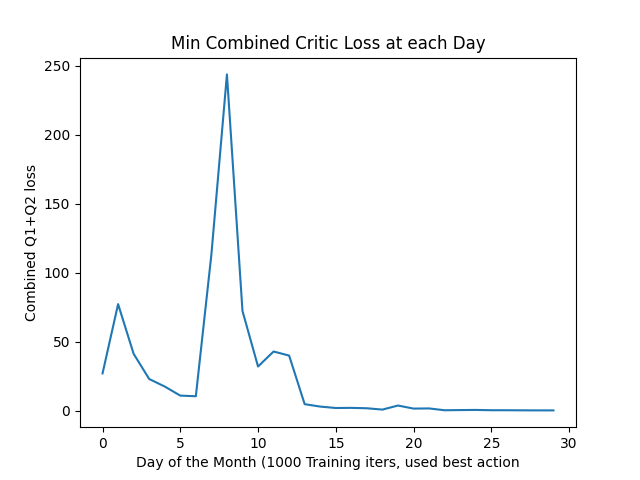 Min Combined Critic Loss at each Day
Combined Q1+Q2 loss
250
200
150
100
50
0
0 5 10 15 20 25 30
Day of the Month (1000 Training iters, used best action